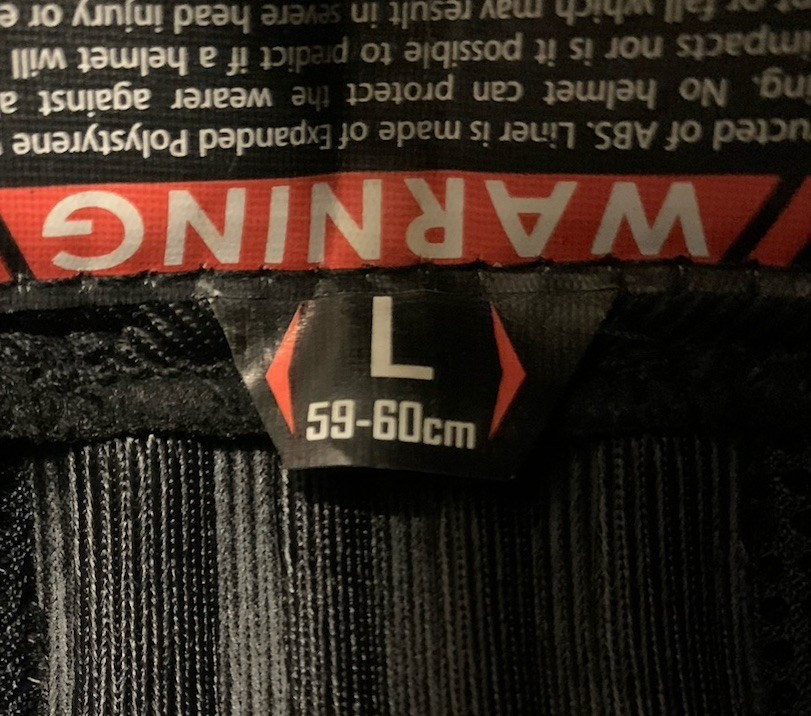 WARNING
ucted of ABS. Liner is made of Expanded Polystyrene
ng. No helmet can protect the wearer against a
mpacts nor is it possible to predict if a helmet will
t or fall which may result in severe head injury or
L
59-60cm